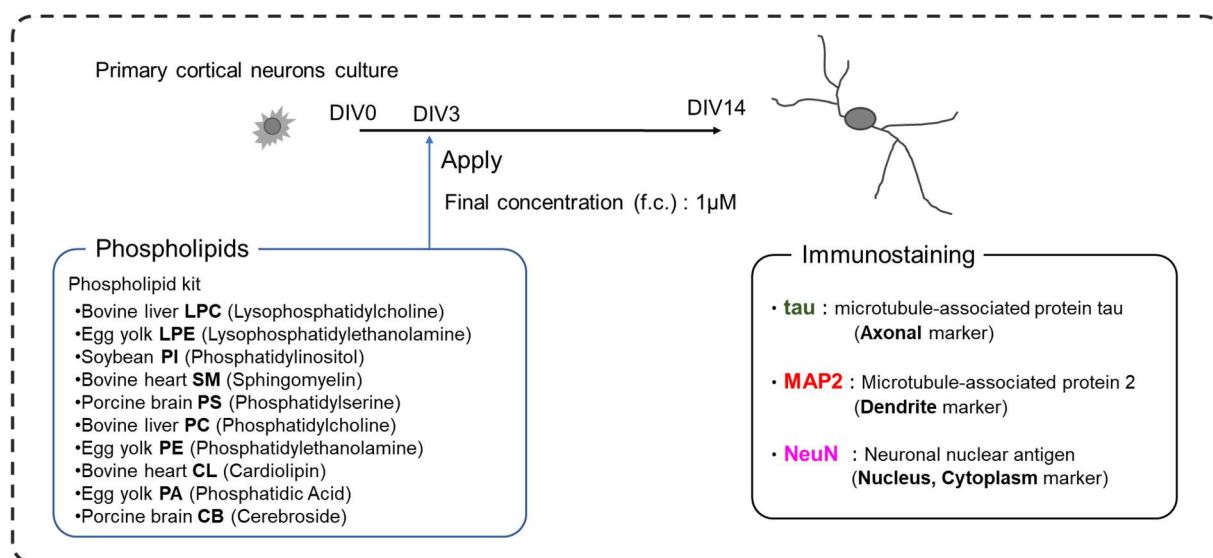 Primary cortical neurons culture
DIV0 DIV3 DIV14
Apply
Final concentration (f.c.) : 1μM
Phospholipids
Phospholipid kit
•Bovine liver LPC (Lysophosphatidylcholine)
•Egg yolk LPE (Lysophosphatidylethanolamine)
•Soybean PI (Phosphatidylinositol)
•Bovine heart SM (Sphingomyelin)
•Porcine brain PS (Phosphatidylserine)
•Bovine liver PC (Phosphatidylcholine)
•Egg yolk PE (Phosphatidylethanolamine)
•Bovine heart CL (Cardiolipin)
•Egg yolk PA (Phosphatidic Acid)
•Porcine brain CB (Cerebroside)
Immunostaining
• tau : microtubule-associated protein tau
(Axonal marker)
• MAP2 : Microtubule-associated protein 2
(Dendrite marker)
• NeuN : Neuronal nuclear antigen
(Nucleus, Cytoplasm marker)